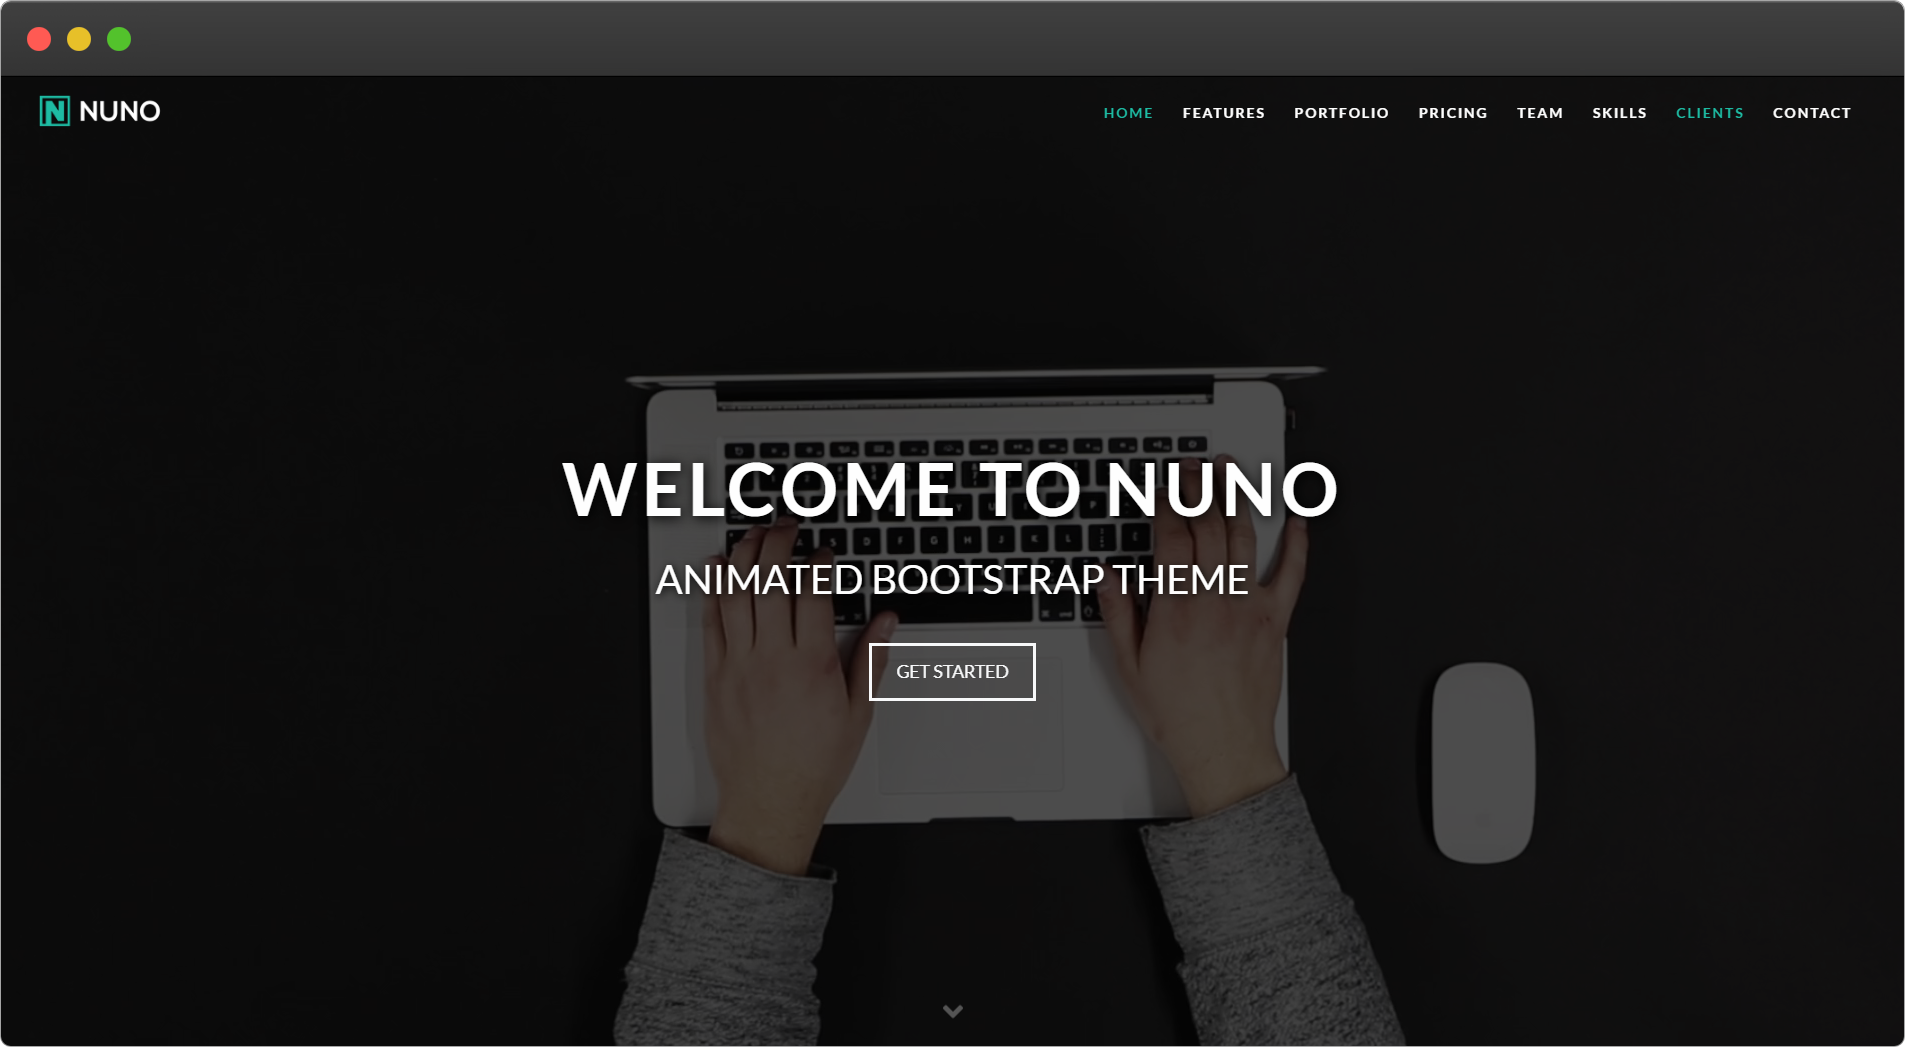 NUNO
HOME FEATURES PORTFOLIO PRICING TEAM SKILLS CLIENTS CONTACT
WELCOME TO NUNO
ANIMATED BOOTSTRAP THEME
GET STARTED